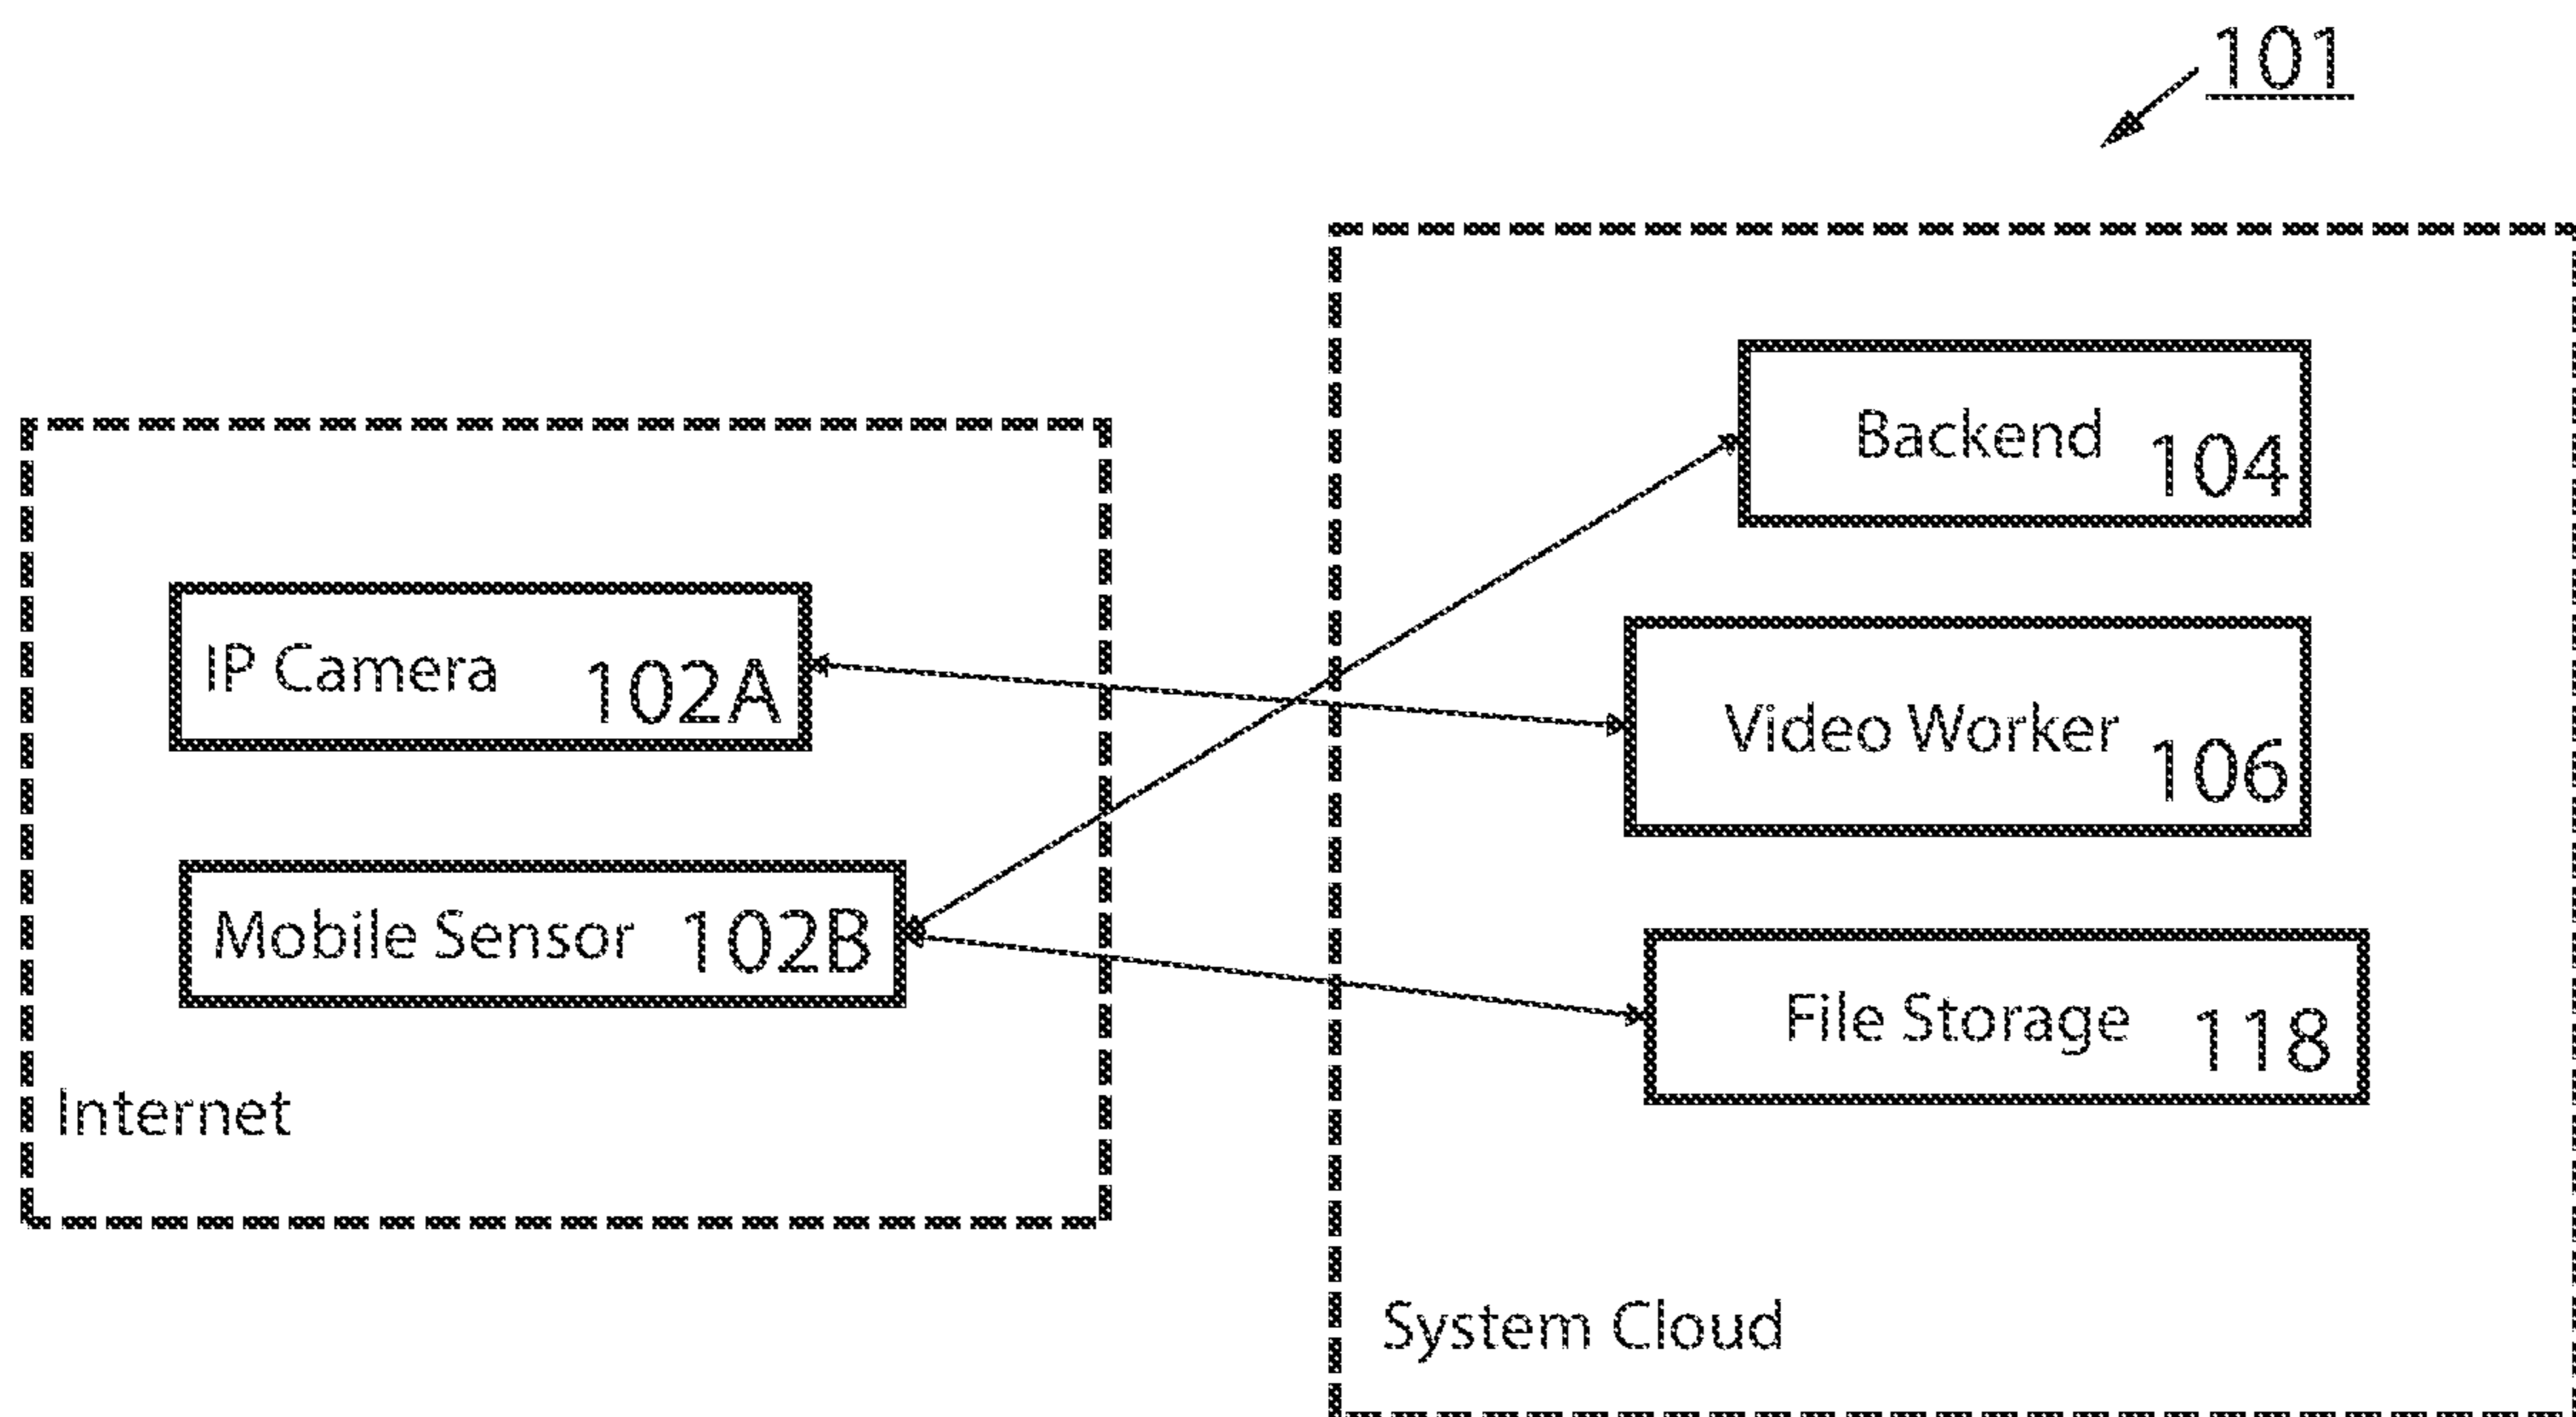 101
Backend 104
IP Camera 102A
Video Worker 106
Mobile Sensor 102B
File Storage 118
Internet
System Cloud